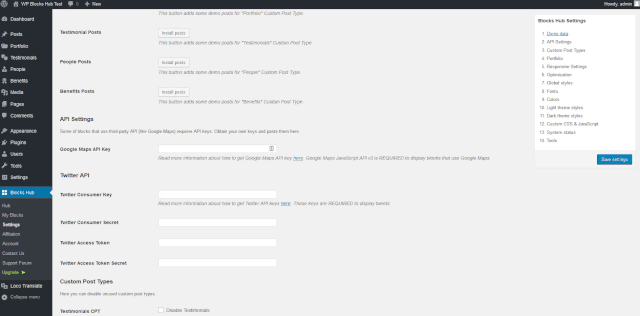 WP Blocks Hub Test
0
New
Howdy, admin
Dashboard
Posts
Portfolio
Testimonials
People
Benefits
Media
Pages
Comments
Appearance
Plugins
Users
Tools
Settings
Blocks Hub
Hub
My Blocks
Settings
Affiliation
Account
Contact Us
Support Forum
Upgrade ►
Loco Translate
Collapse menu
This button adds some demo posts for "Portfolio" Custom Post Type.
Testimonial Posts
Install posts
This button adds some demo posts for "Testimonials" Custom Post Type.
People Posts
Install posts
This button adds some demo posts for "People" Custom Post Type.
Benefits Posts
Install posts
This button adds some demo posts for "Benefits" Custom Post Type.
API Settings
Some of blocks that use third-party API (like Google Maps) requires API keys. Obtain your own keys and paste them here.
Google Maps API Key
Read more information about how to get Google Maps API key here. Google Maps JavaScript API v3 is REQUIRED to display blocks that use Google Maps.
Twitter API
Twitter Consumer Key
Read more information about how to get Twitter API keys here. These keys are REQUIRED to display tweets.
Twitter Consumer Secret
Twitter Access Token
Twitter Access Token Secret
Custom Post Types
Here you can disable unused custom post types.
Testimonials CPT
Disable Testimonials
Blocks Hub Settings
1. Demo data
2. API Settings
3. Custom Post Types
4. Portfolio
5. Responsive Settings
6. Optimization
7. Global styles
8. Fonts
9. Colors
10. Light theme styles
11. Dark theme styles
12. Custom CSS & JavaScript
13. System status
14. Tools
Save settings